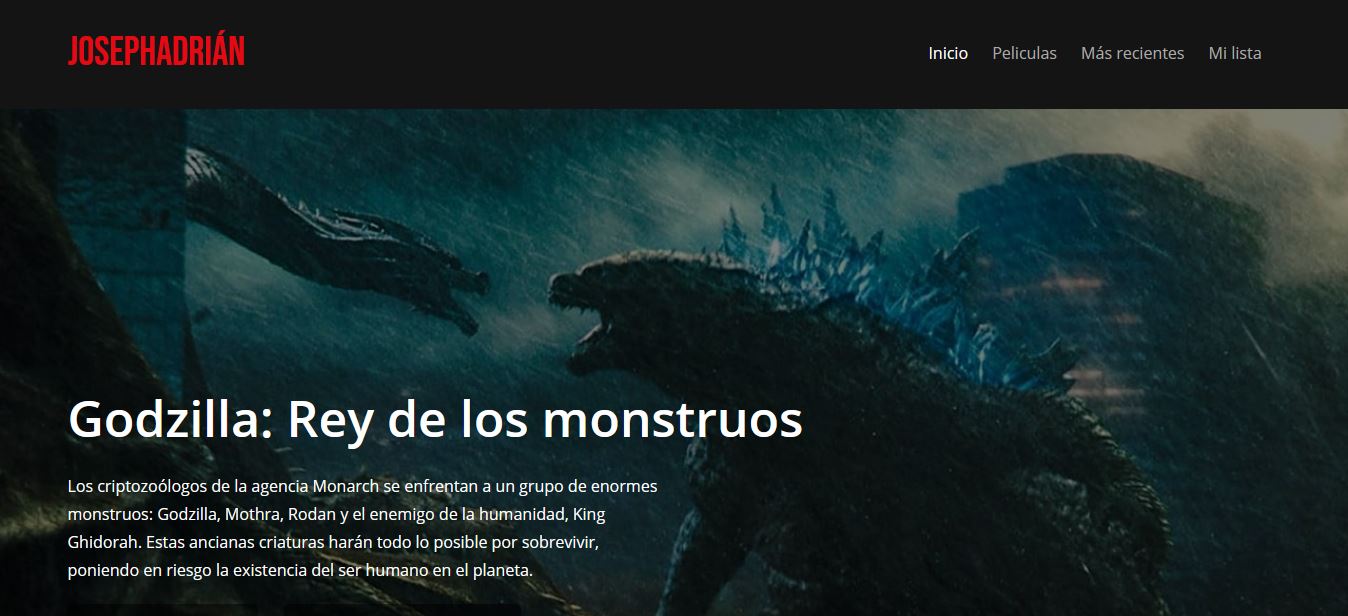 JOSEPHADRIÁN
Inicio Peliculas Más recientes Mi lista
Godzilla: Rey de los monstruos
Los criptozoólogos de la agencia Monarch se enfrentan a un grupo de enormes
monstruos: Godzilla, Mothra, Rodan y el enemigo de la humanidad, King
Ghidorah. Estas ancianas criaturas harán todo lo posible por sobrevivir,
poniendo en riesgo la existencia del ser humano en el planeta.